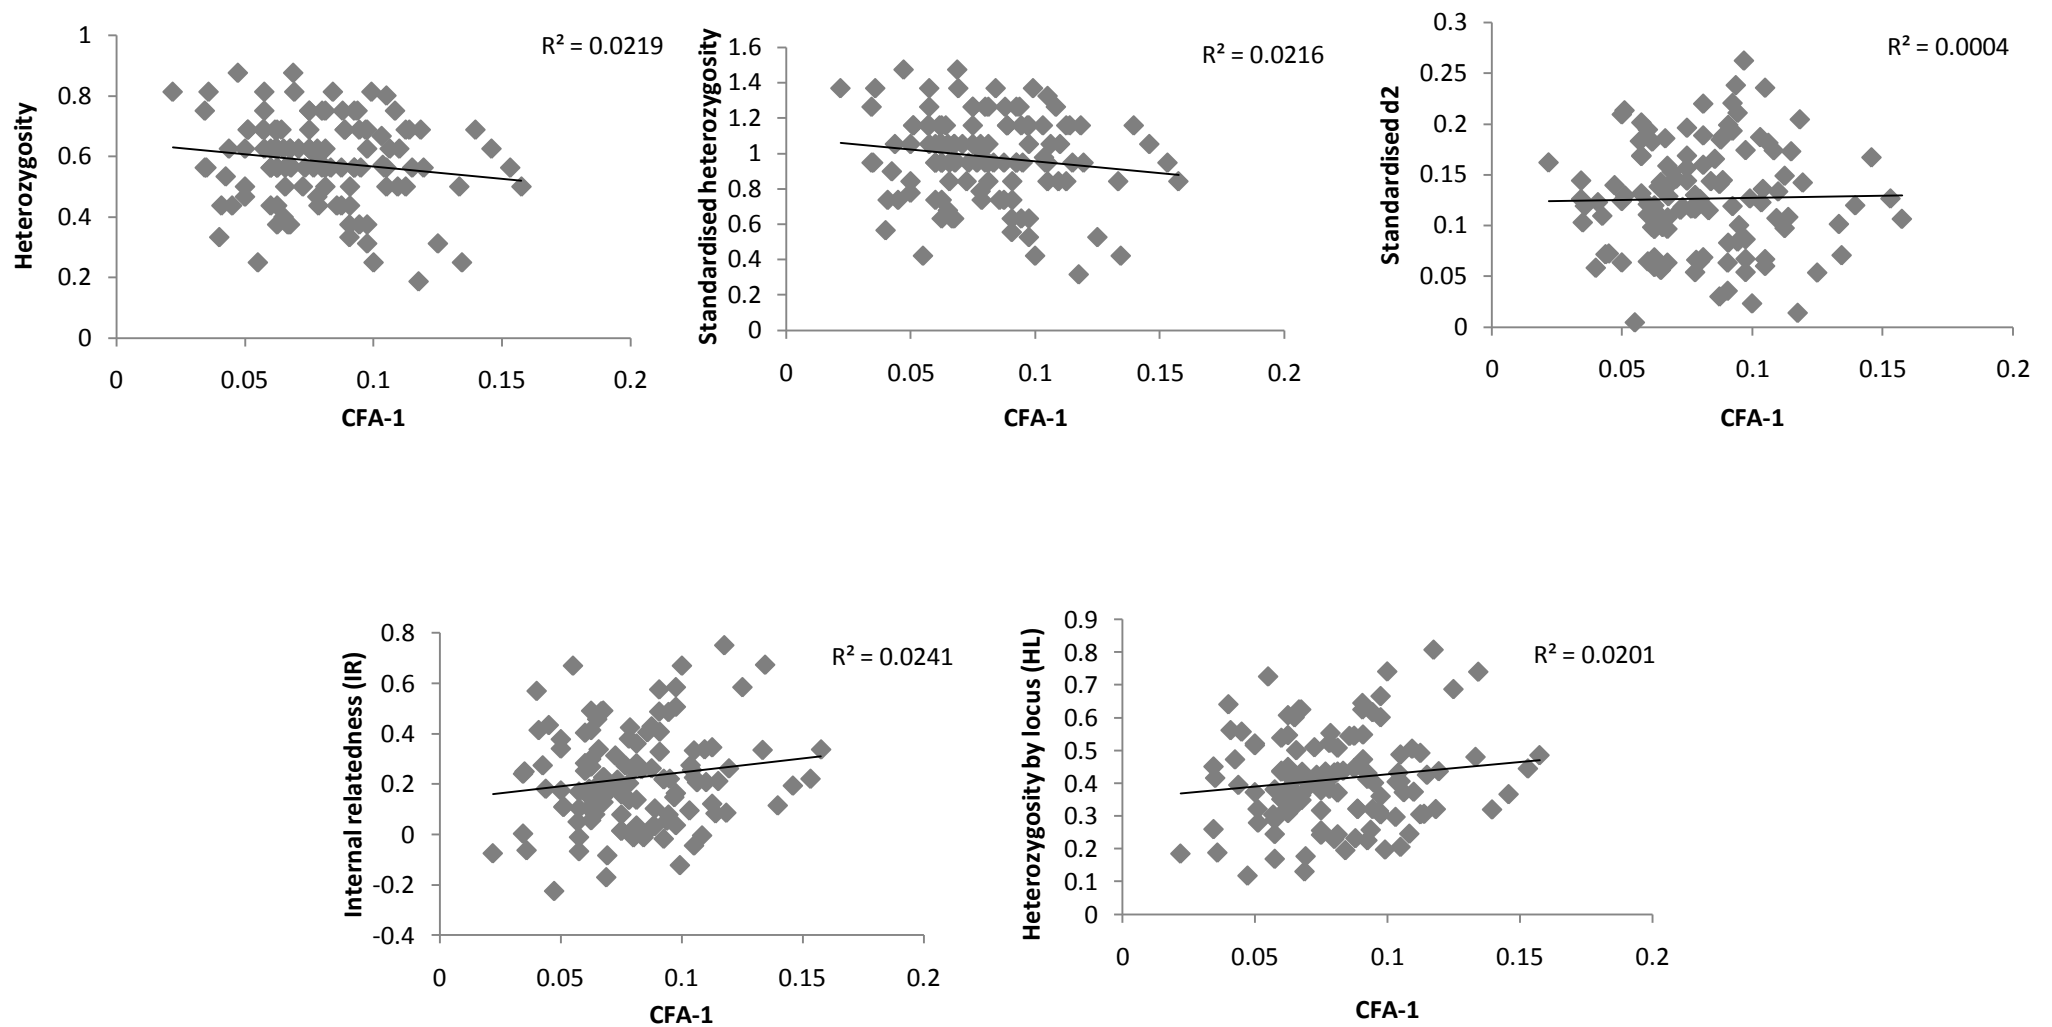 Heterozygosity
1
0.8
0.6
0.4
0.2
0
R² = 0.0219
0 0.05 0.1 0.15 0.2
CFA-1
Standardised heterozygosity
1.6
1.4
1.2
1
0.8
0.6
0.4
0.2
0
R² = 0.0216
0 0.05 0.1 0.15 0.2
CFA-1
Standardised d2
0.3
0.25
0.2
0.15
0.1
0.05
0
R² = 0.0004
0 0.05 0.1 0.15 0.2
CFA-1
Internal relatedness (IR)
0.8
0.6
0.4
0.2
0
-0.2
-0.4
R² = 0.0241
0 0.05 0.1 0.15 0.2
CFA-1
Heterozygosity by locus (HL)
0.9
0.8
0.7
0.6
0.5
0.4
0.3
0.2
0.1
0
R² = 0.0201
0 0.05 0.1 0.15 0.2
CFA-1